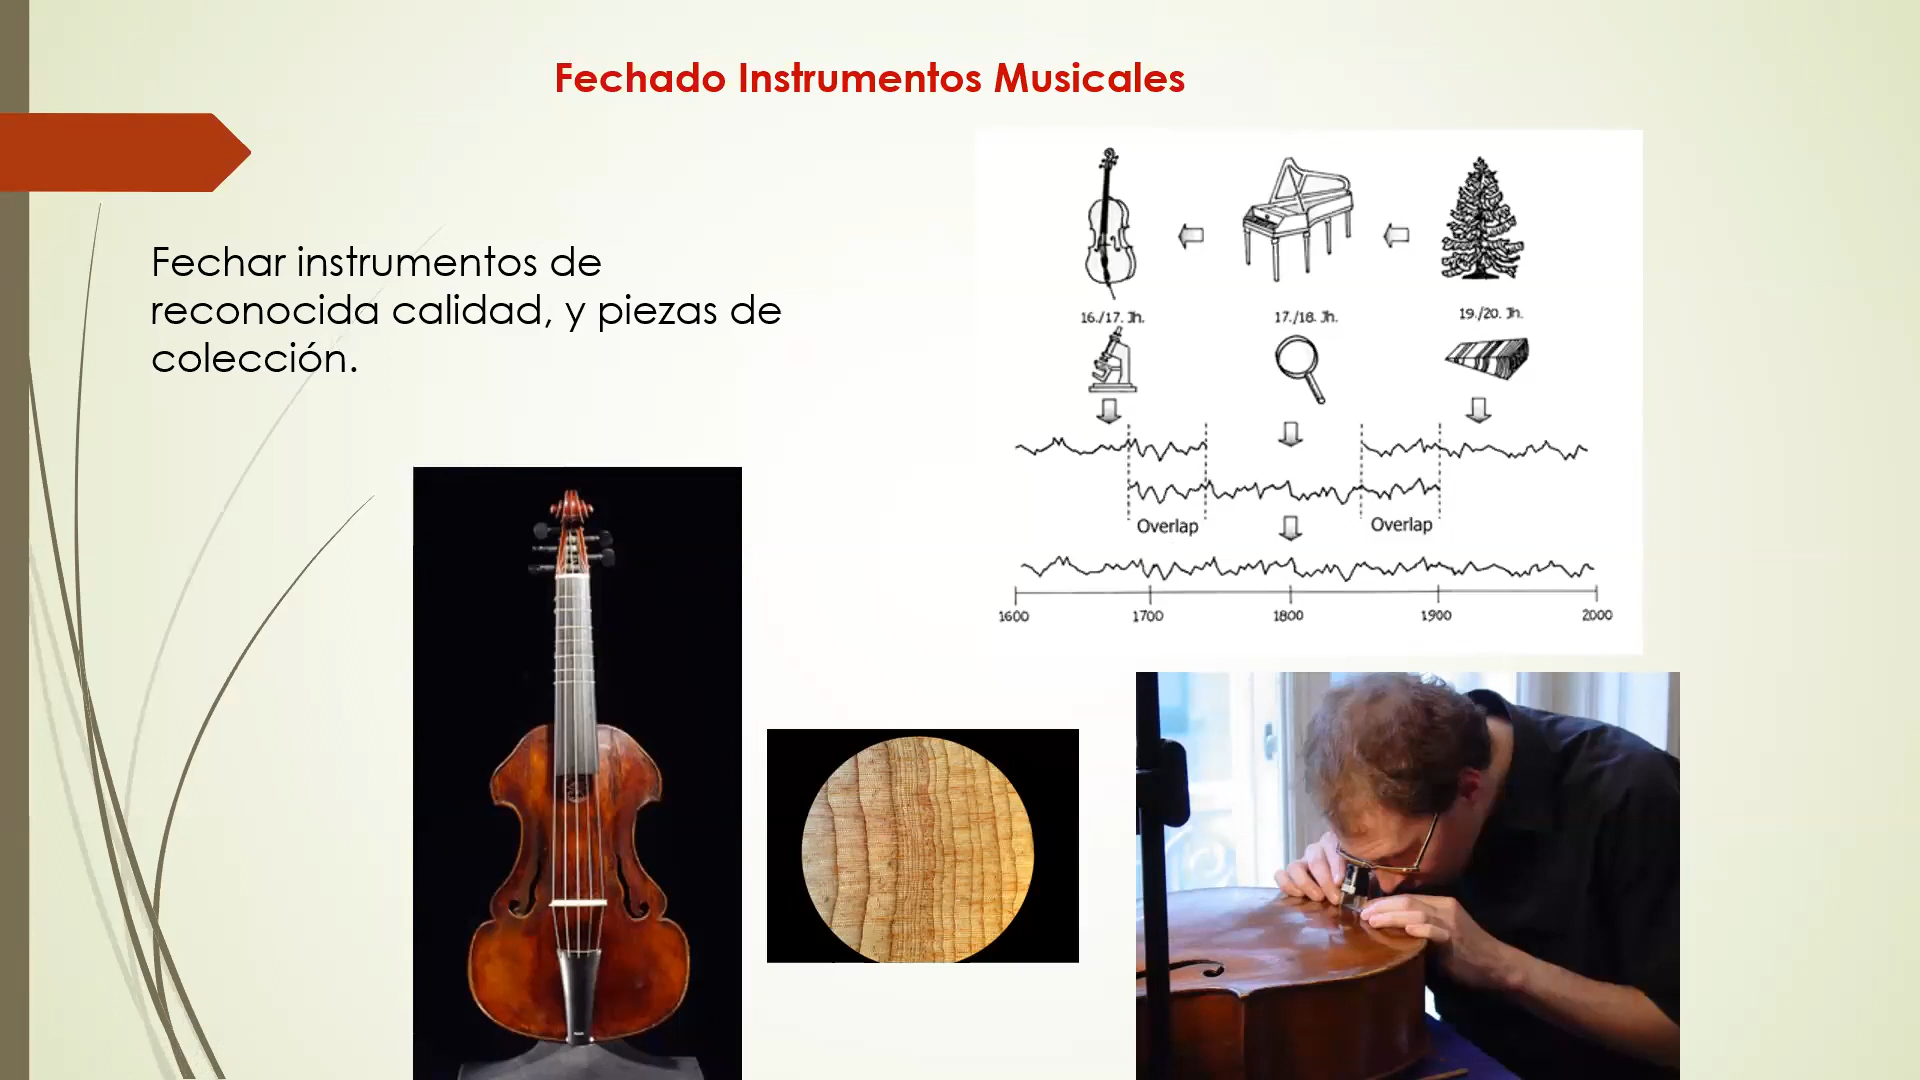 Fechado Instrumentos Musicales
Fechar instrumentos de
reconocida calidad, y piezas de
colección.
16./17. Jh.
17./18. Jh.
19./20. Jh.
Overlap
Overlap
1600
1700
1800
1900
2000